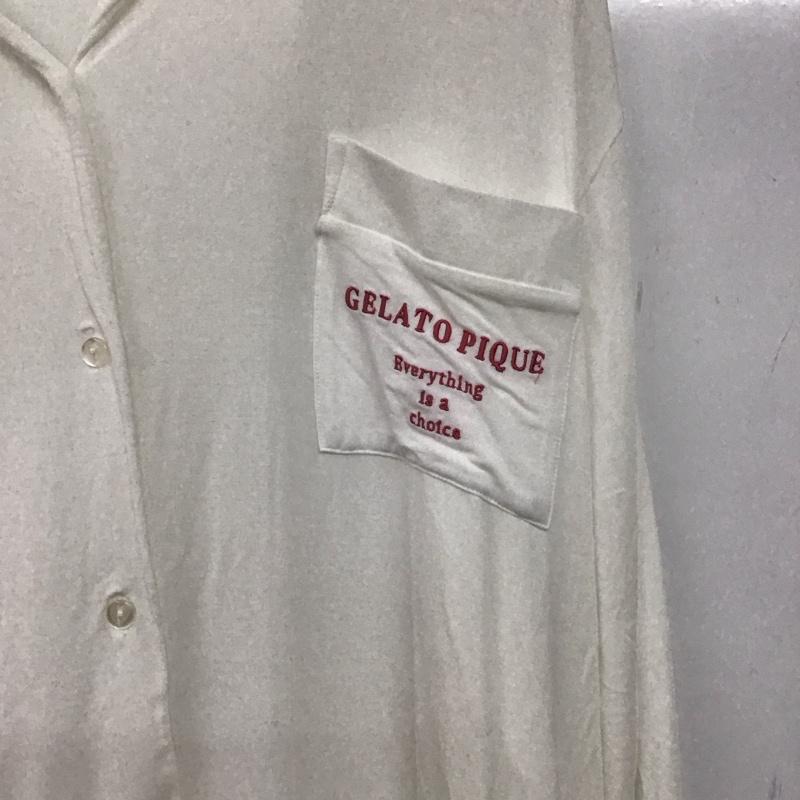 GELATO PIQUE
Everything
is a
choice